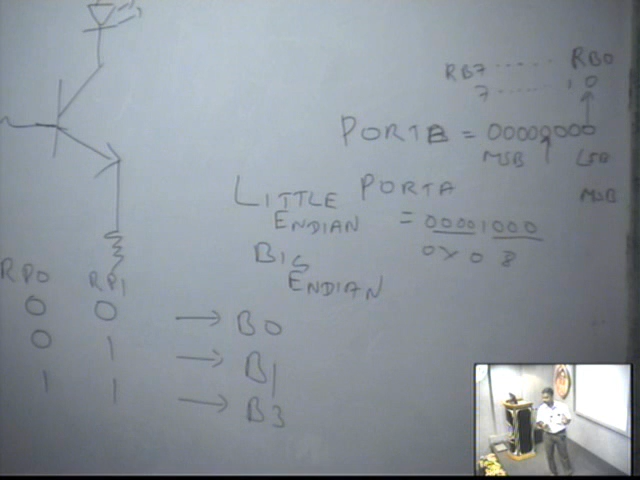 RB7 ...... RB0
7 ...... 1 0
PORTB = 00000000
MSB LSB
LITTLE PORTA
MSB
ENDIAN = 00001000
BIG 0x08
ENDIAN
RP0 RP1
0 0 → B0
0 1 → B1
1 1 → B3